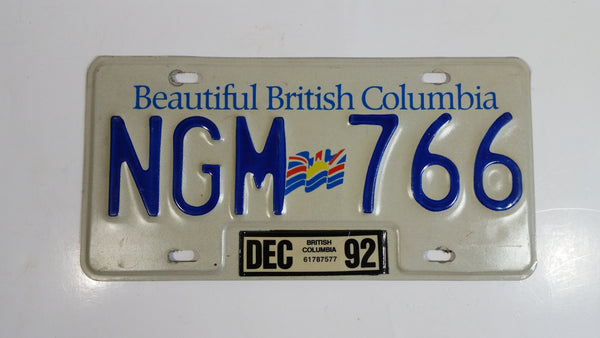 Beautiful British Columbia
NGM 766
DEC BRITISH COLUMBIA 61787577 92